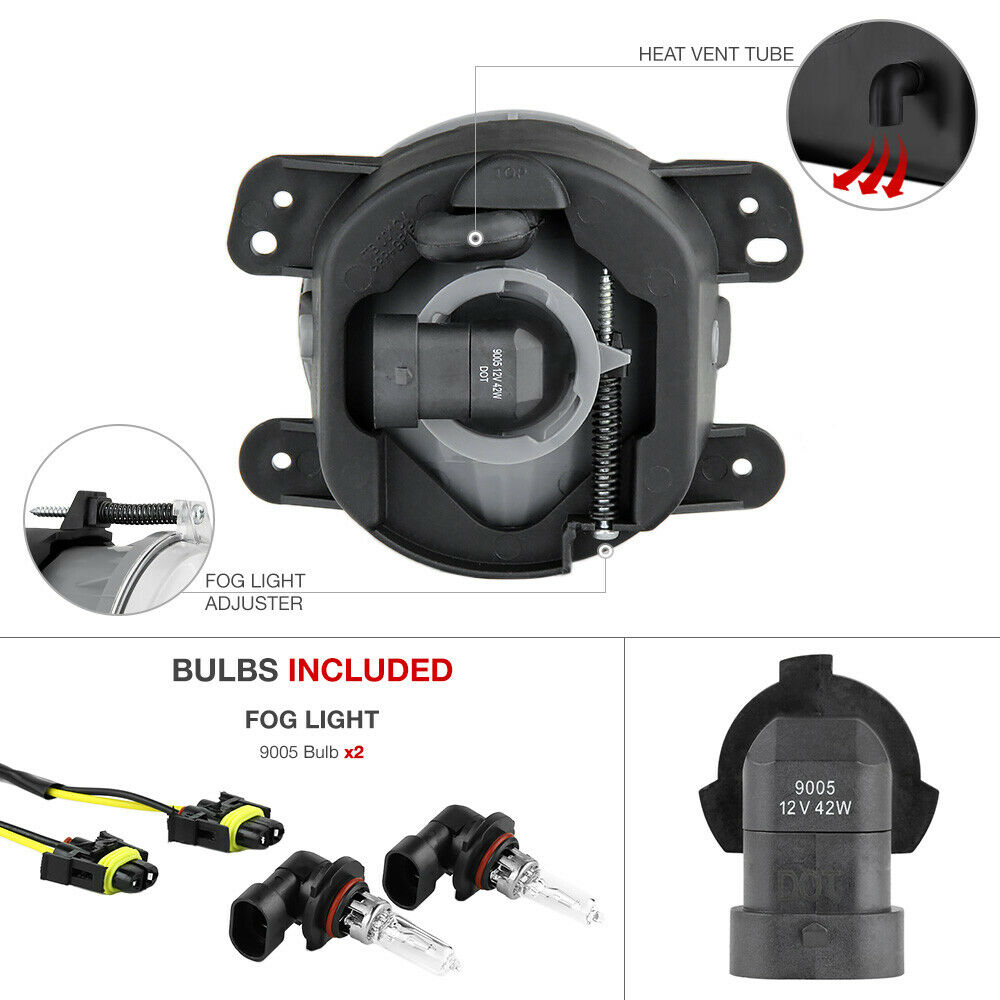 HEAT VENT TUBE
TOP
9005 12V 42W
DOT
FOG LIGHT
ADJUSTER
BULBS INCLUDED
FOG LIGHT
9005 Bulb x2
9005
12V 42W
DOT